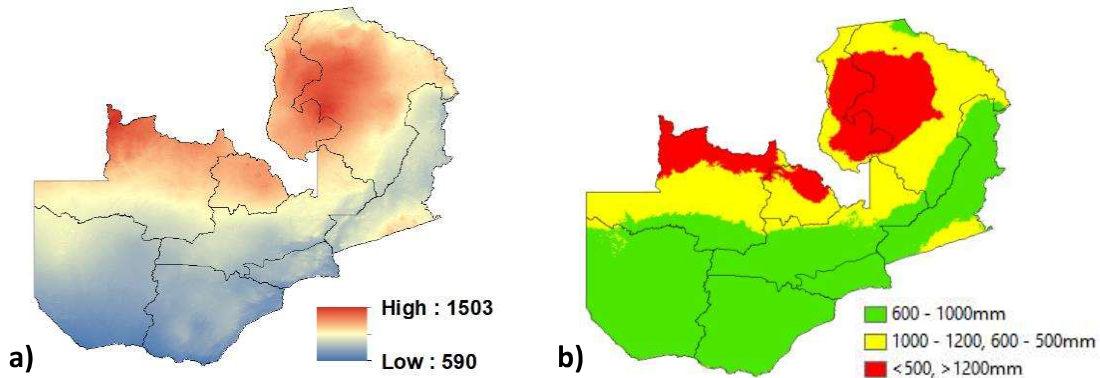 High : 1503
Low : 590
a)
600 - 1000mm
1000 - 1200, 600 - 500mm
<500, >1200mm
b)